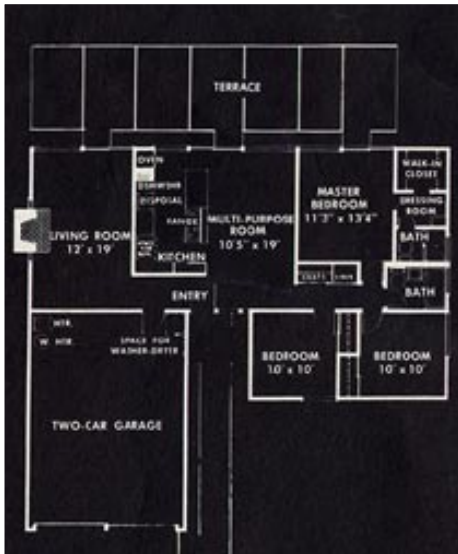 TERRACE
OVEN
DISHWSHR
DISPOSAL
RANGE
KITCHEN
LIVING ROOM
12' x 19'
MULTI-PURPOSE
ROOM
10'5" x 19'
MASTER
BEDROOM
11'3" x 13'4"
WALK-IN
CLOSET
DRESSING
ROOM
BATH
BATH
COATS
LINEN
ENTRY
HTR.
W. HTR.
SPACE FOR
WASHER-DRYER
BEDROOM
10' x 10'
BEDROOM
10' x 10'
TWO-CAR GARAGE